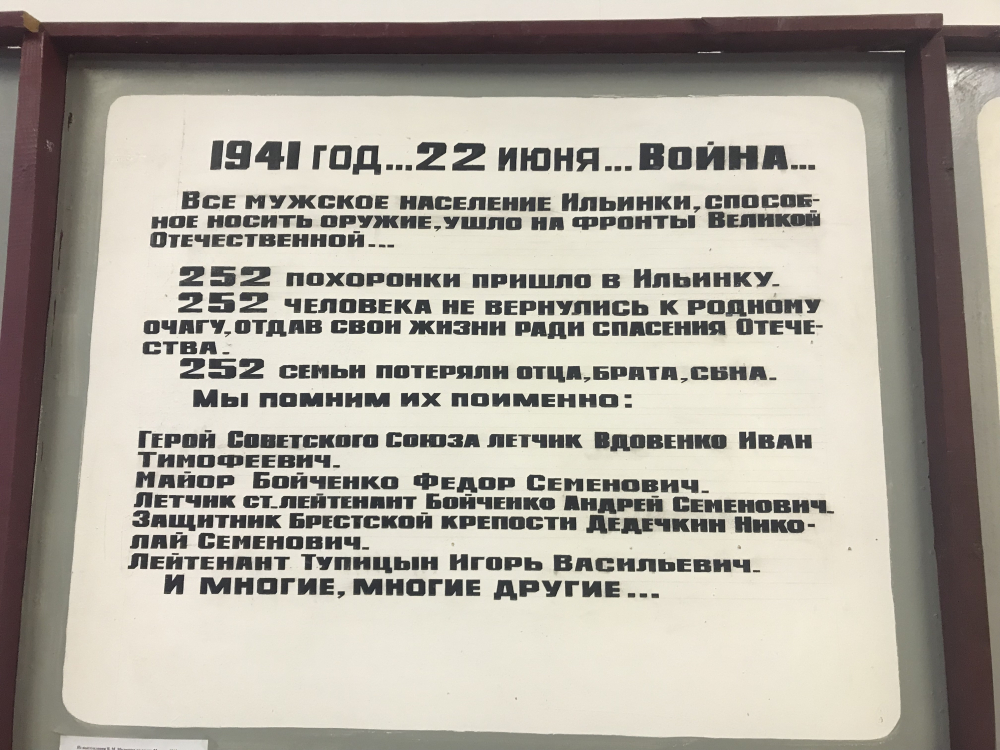 1941 год...22 июня...Война...
Все мужское население Ильинки, способ-
ное носить оружие, ушло на фронты Великой
Отечественной...
252 похоронки пришло в Ильинку.
252 человека не вернулись к родному
очагу, отдав свои жизни ради спасения Отече-
ства.
252 семьи потеряли отца, брата, сына.
Мы помним их поименно:
Герой Советского Союза летчик Вдовенко Иван
Тимофеевич.
Майор Бойченко Федор Семенович.
Летчик ст. лейтенант Бойченко Андрей Семенович.
Защитник Брестской крепости Дедечкин Нико-
лай Семенович.
Лейтенант Тупицын Игорь Васильевич.
И многие, многие другие...